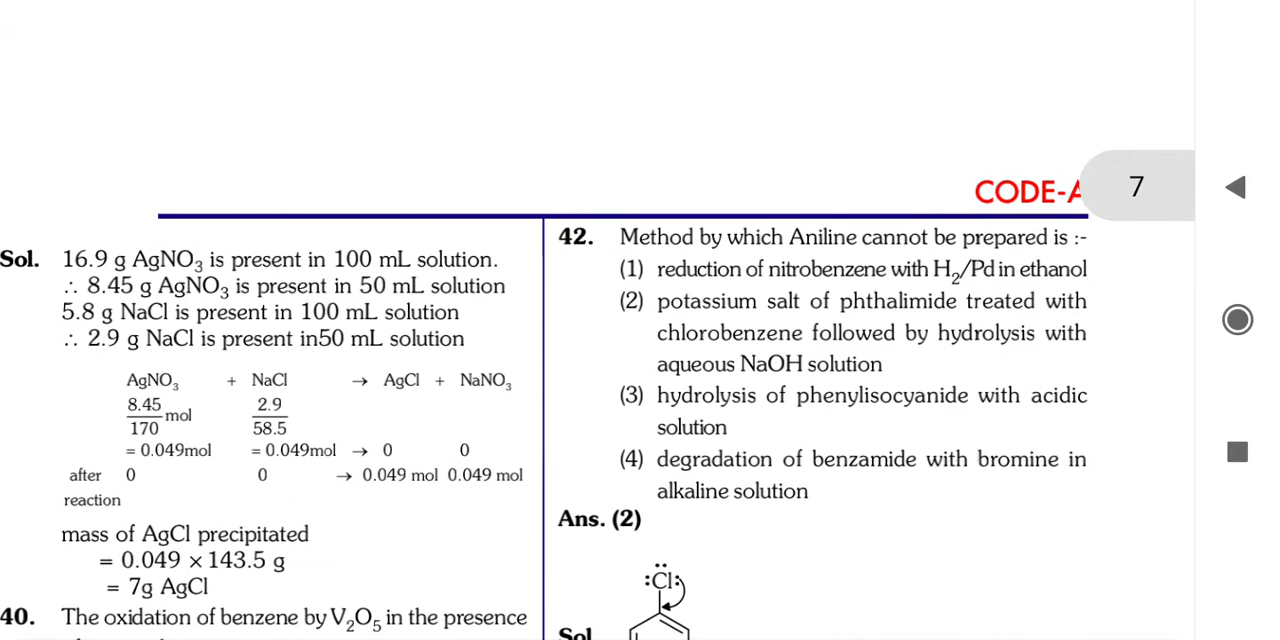 CODE-A
7
Sol. 16.9 g AgNO3 is present in 100 mL solution.
∴ 8.45 g AgNO3 is present in 50 mL solution
5.8 g NaCl is present in 100 mL solution
∴ 2.9 g NaCl is present in50 mL solution
AgNO3 + NaCl → AgCl + NaNO3
8.45/170 mol 2.9/58.5
= 0.049mol = 0.049mol → 0 0
after 0 0 → 0.049 mol 0.049 mol
reaction
mass of AgCl precipitated
= 0.049 × 143.5 g
= 7g AgCl
40. The oxidation of benzene by V2O5 in the presence
42. Method by which Aniline cannot be prepared is :-
(1) reduction of nitrobenzene with H2/Pd in ethanol
(2) potassium salt of phthalimide treated with
chlorobenzene followed by hydrolysis with
aqueous NaOH solution
(3) hydrolysis of phenylisocyanide with acidic
solution
(4) degradation of benzamide with bromine in
alkaline solution
Ans. (2)
:Cl:
Sol